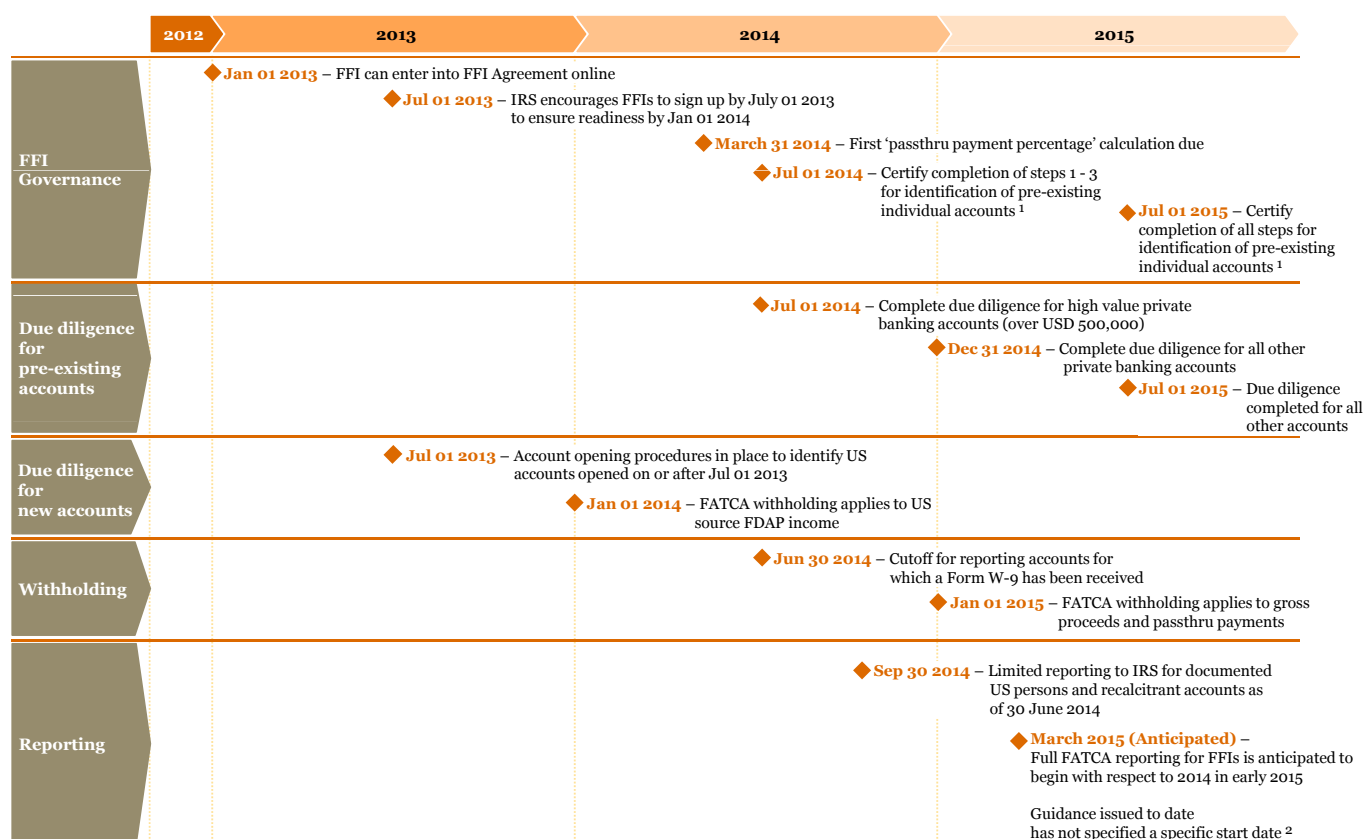 2012 2013 2014 2015
FFI
Governance
Jan 01 2013 – FFI can enter into FFI Agreement online
Jul 01 2013 – IRS encourages FFIs to sign up by July 01 2013
to ensure readiness by Jan 01 2014
March 31 2014 – First ‘passthru payment percentage’ calculation due
Jul 01 2014 – Certify completion of steps 1 - 3
for identification of pre-existing
individual accounts ¹
Jul 01 2015 – Certify
completion of all steps for
identification of pre-existing
individual accounts ¹
Due diligence
for
pre-existing
accounts
Jul 01 2014 – Complete due diligence for high value private
banking accounts (over USD 500,000)
Dec 31 2014 – Complete due diligence for all other
private banking accounts
Jul 01 2015 – Due diligence
completed for all
other accounts
Due diligence
for
new accounts
Jul 01 2013 – Account opening procedures in place to identify US
accounts opened on or after Jul 01 2013
Jan 01 2014 – FATCA withholding applies to US
source FDAP income
Withholding
Jun 30 2014 – Cutoff for reporting accounts for
which a Form W-9 has been received
Jan 01 2015 – FATCA withholding applies to gross
proceeds and passthru payments
Reporting
Sep 30 2014 – Limited reporting to IRS for documented
US persons and recalcitrant accounts as
of 30 June 2014
March 2015 (Anticipated) –
Full FATCA reporting for FFIs is anticipated to
begin with respect to 2014 in early 2015
Guidance issued to date
has not specified a specific start date ²